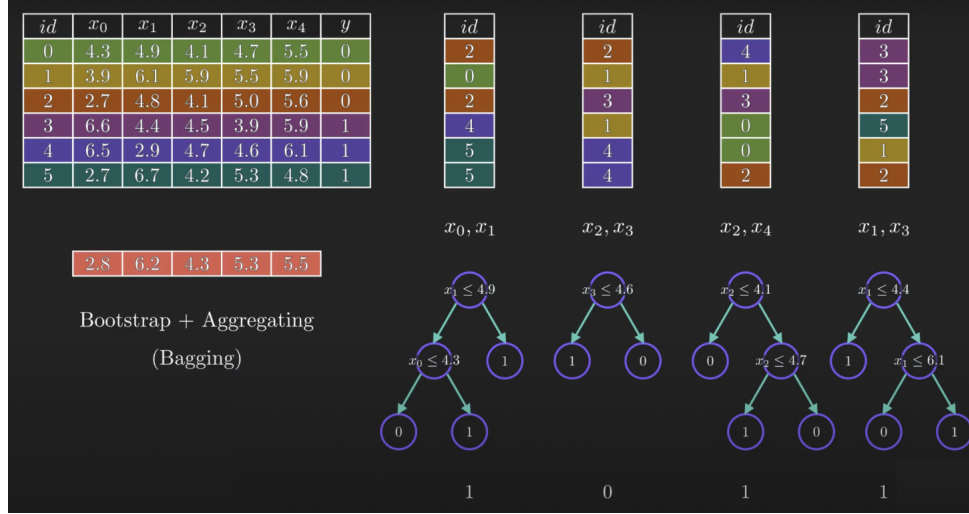 id x₀ x₁ x₂ x₃ x₄ y
0 4.3 4.9 4.1 4.7 5.5 0
1 3.9 6.1 5.9 5.5 5.9 0
2 2.7 4.8 4.1 5.0 5.6 0
3 6.6 4.4 4.5 3.9 5.9 1
4 6.5 2.9 4.7 4.6 6.1 1
5 2.7 6.7 4.2 5.3 4.8 1
2.8 6.2 4.3 5.3 5.5
Bootstrap + Aggregating
(Bagging)
id
2
0
2
4
5
5
x₀, x₁
x₁ ≤ 4.9
x₀ ≤ 4.3
1
0
1
1
id
2
1
3
1
4
4
x₂, x₃
x₃ ≤ 4.6
1
0
0
id
4
1
3
0
0
2
x₂, x₄
x₂ ≤ 4.1
0
x₂ ≤ 4.7
1
0
1
id
3
3
2
5
1
2
x₁, x₃
x₁ ≤ 4.4
1
x₁ ≤ 6.1
0
1
1